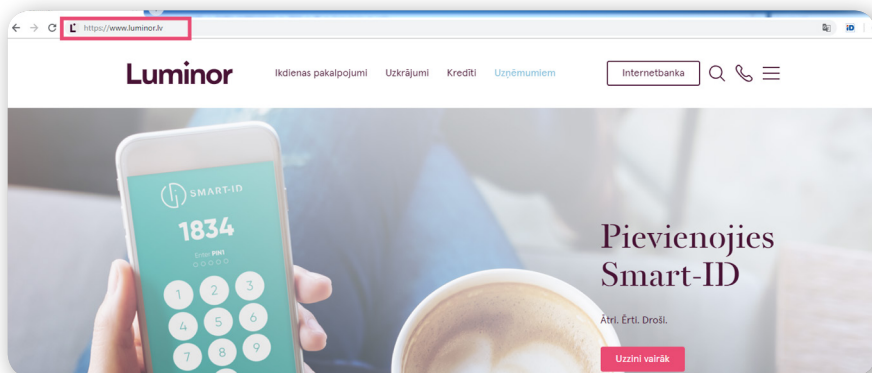 https://www.luminor.lv
iD
Luminor
Ikdienas pakalpojumi Uzkrājumi Kredīti Uzņēmumiem
Internetbanka
SMART-ID
1834
Enter PIN1
1 2 3
4 5 6
7 8 9
Pievienojies
Smart-ID
Ātri. Ērti. Droši.
Uzzini vairāk